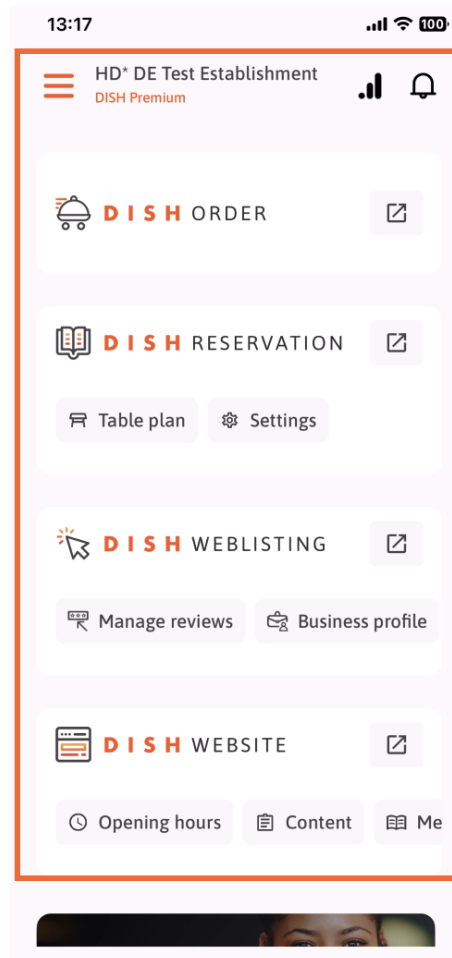 13:17 100
HD* DE Test Establishment
DISH Premium
DISH ORDER
DISH RESERVATION
Table plan Settings
DISH WEBLISTING
Manage reviews Business profile
DISH WEBSITE
Opening hours Content Me